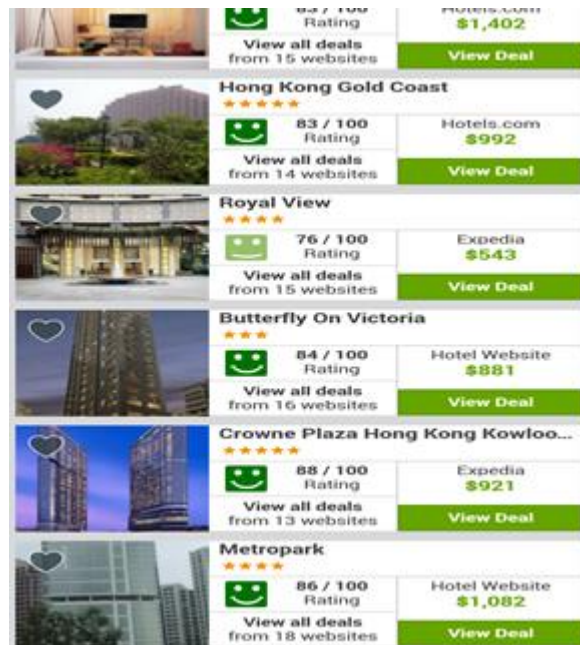 83 / 100
Hotels.com
Rating
$1,402
View all deals
from 15 websites
View Deal
Hong Kong Gold Coast
83 / 100
Rating
Hotels.com
$992
View all deals
from 14 websites
View Deal
Royal View
76 / 100
Rating
Expedia
$543
View all deals
from 15 websites
View Deal
Butterfly On Victoria
84 / 100
Rating
Hotel Website
$881
View all deals
from 16 websites
View Deal
Crowne Plaza Hong Kong Kowloo...
88 / 100
Rating
Expedia
$921
View all deals
from 13 websites
View Deal
Metropark
86 / 100
Rating
Hotel Website
$1,082
View all deals
from 18 websites
View Deal